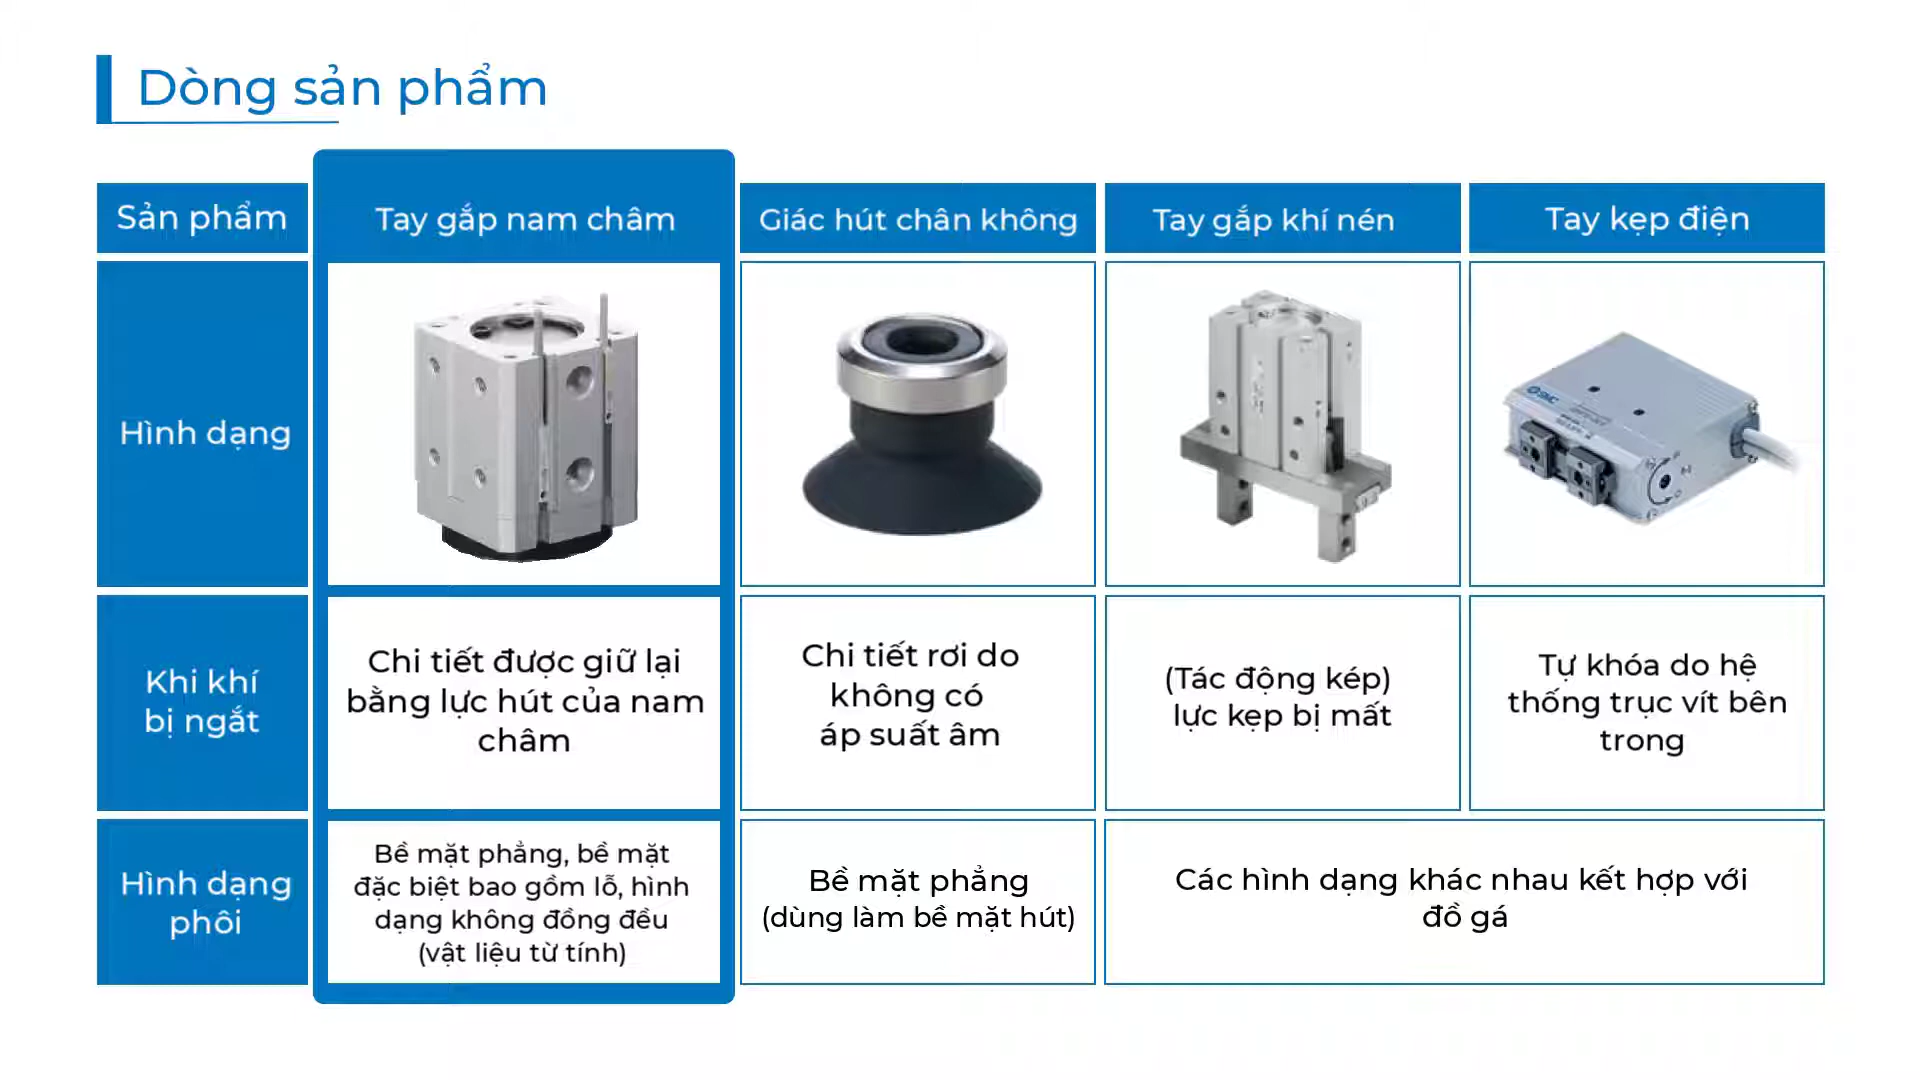 Dòng sản phẩm
Sản phẩm
Tay gắp nam châm
Giác hút chân không
Tay gắp khí nén
Tay kẹp điện
Hình dạng
SMC
Khi khí
bị ngắt
Chi tiết được giữ lại
bằng lực hút của nam
châm
Chi tiết rơi do
không có
áp suất âm
(Tác động kép)
lực kẹp bị mất
Tự khóa do hệ
thống trục vít bên
trong
Hình dạng
phôi
Bề mặt phẳng, bề mặt
đặc biệt bao gồm lỗ, hình
dạng không đồng đều
(vật liệu từ tính)
Bề mặt phẳng
(dùng làm bề mặt hút)
Các hình dạng khác nhau kết hợp với
đồ gá